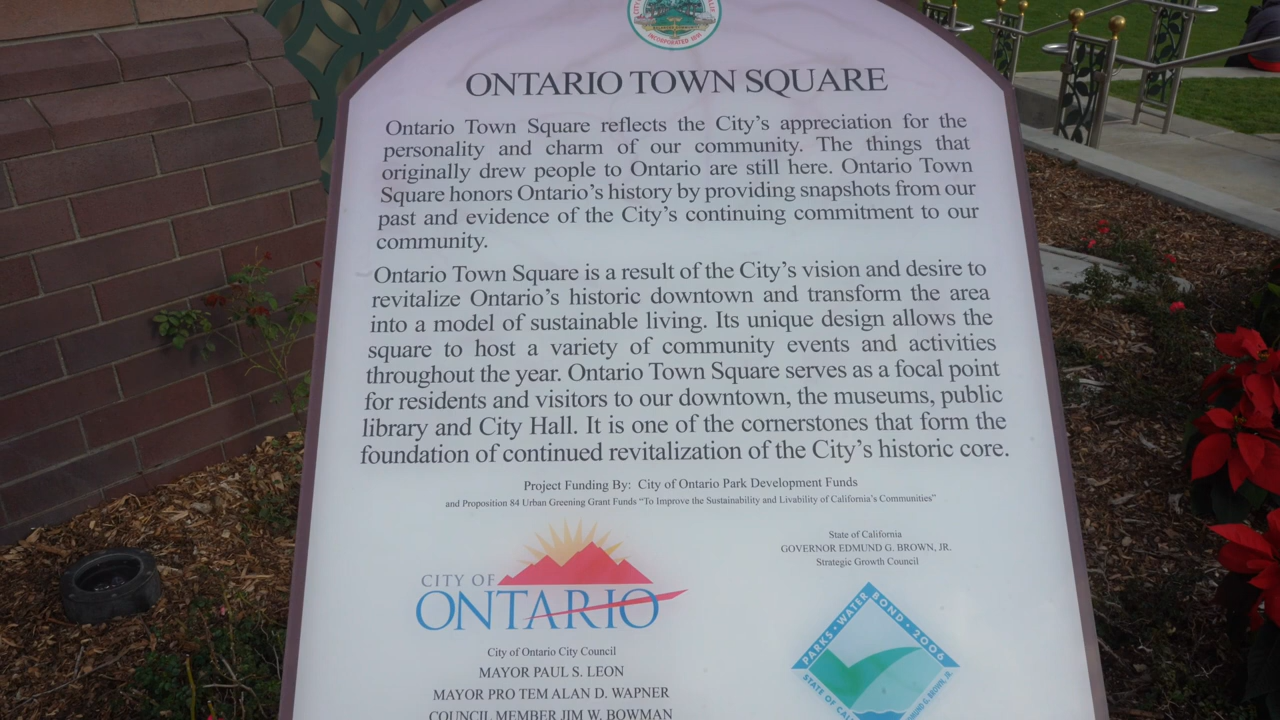 INCORPORATED 1891
ONTARIO TOWN SQUARE
Ontario Town Square reflects the City's appreciation for the
personality and charm of our community. The things that
originally drew people to Ontario are still here. Ontario Town
Square honors Ontario's history by providing snapshots from our
past and evidence of the City's continuing commitment to our
community.
Ontario Town Square is a result of the City's vision and desire to
revitalize Ontario's historic downtown and transform the area
into a model of sustainable living. Its unique design allows the
square to host a variety of community events and activities
throughout the year. Ontario Town Square serves as a focal point
for residents and visitors to our downtown, the museums, public
library and City Hall. It is one of the cornerstones that form the
foundation of continued revitalization of the City's historic core.
Project Funding By: City of Ontario Park Development Funds
and Proposition 84 Urban Greening Grant Funds "To Improve the Sustainability and Livability of California's Communities"
CITY OF
ONTARIO
City of Ontario City Council
MAYOR PAUL S. LEON
MAYOR PRO TEM ALAN D. WAPNER
COUNCIL MEMBER JIM W. BOWMAN
State of California
GOVERNOR EDMUND G. BROWN, JR.
Strategic Growth Council
PARKS · WATER BOND · 2006
STATE OF
EDMUND G. BROWN, JR.